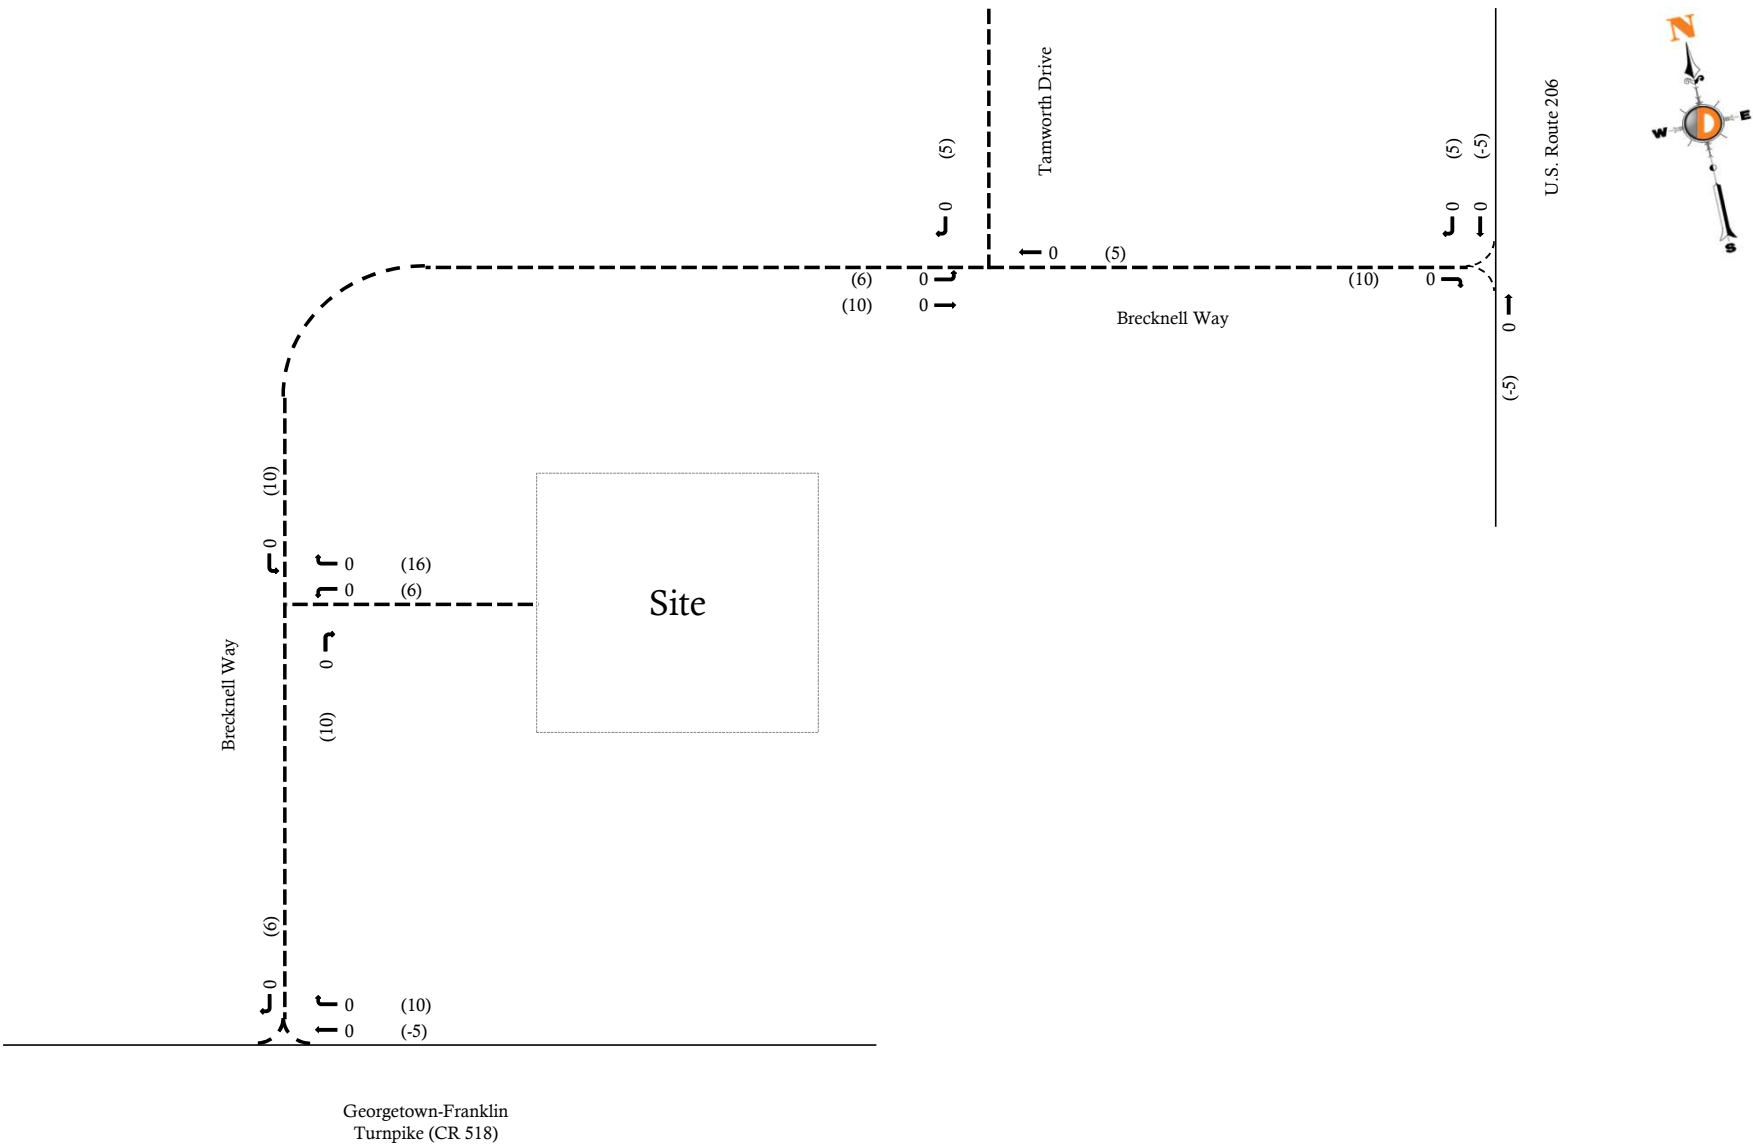 N
W
E
S
D
Tamworth Drive
U.S. Route 206
(5)
0
0 (5)
(6) 0
(10) 0
(5)
(-5)
0
0
(10) 0
0
(-5)
Brecknell Way
(10)
0
0 (16)
0 (6)
0
(10)
Site
Brecknell Way
(6)
0
0 (10)
0 (-5)
Georgetown-Franklin
Turnpike (CR 518)